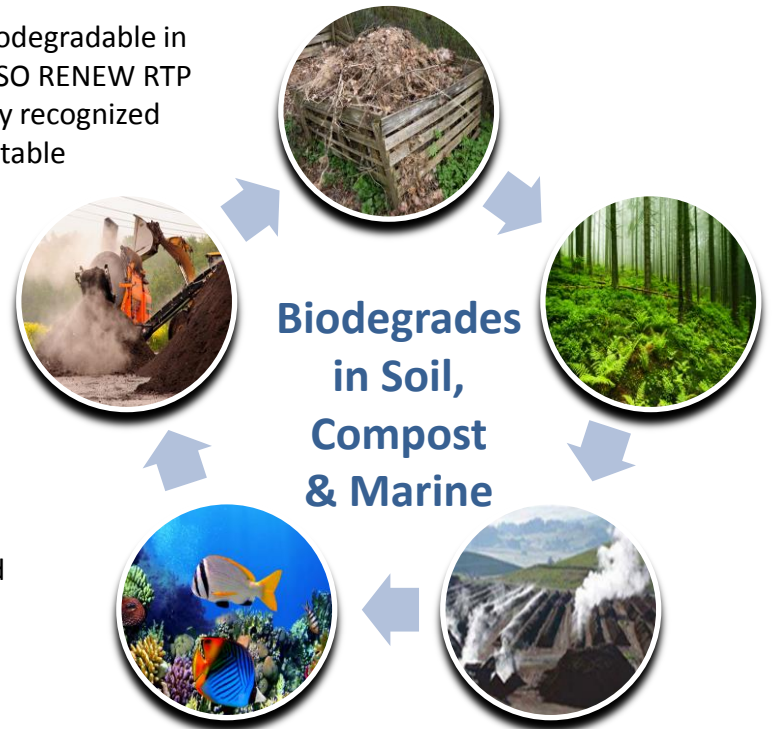 odegradable in
SO RENEW RTP
y recognized
table
Biodegrades
in Soil,
Compost
& Marine
d